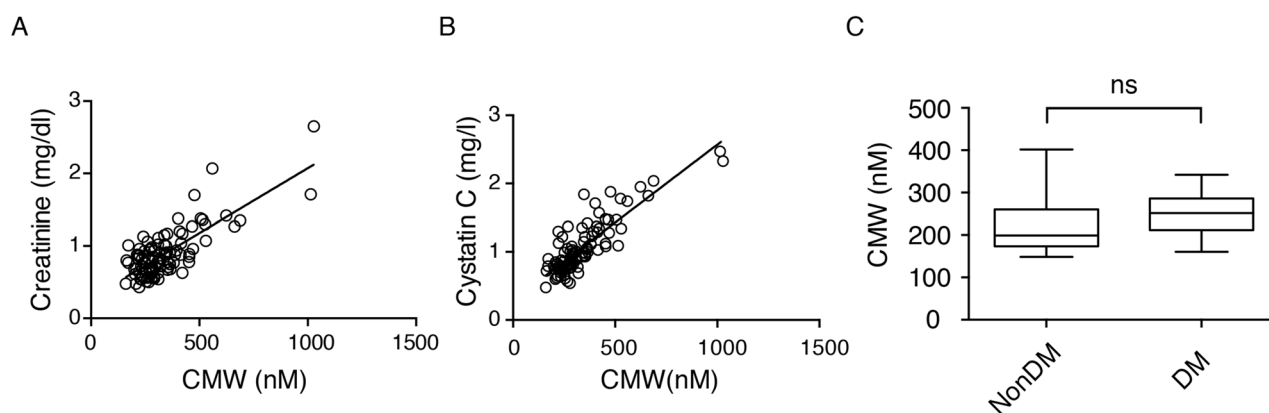 A
3
2
1
0
Creatinine (mg/dl)
0
500
1000
1500
CMW (nM)
B
3
2
1
0
Cystatin C (mg/l)
0
500
1000
1500
CMW(nM)
C
ns
500
400
300
200
100
0
CMW (nM)
NonDM
DM